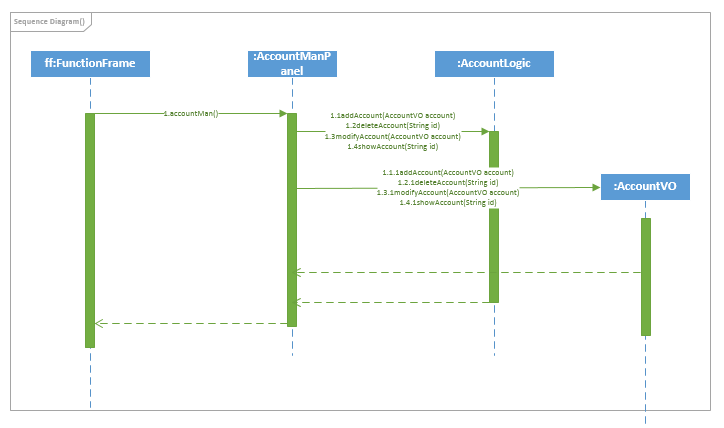 Sequence Diagram()
ff:FunctionFrame
:AccountManP
anel
:AccountLogic
1.accountMan()
1.1addAccount(AccountVO account)
1.2deleteAccount(String id)
1.3modifyAccount(AccountVO account)
1.4showAccount(String id)
1.1.1addAccount(AccountVO account)
1.2.1deleteAccount(String id)
1.3.1modifyAccount(AccountVO account)
1.4.1showAccount(String id)
:AccountVO